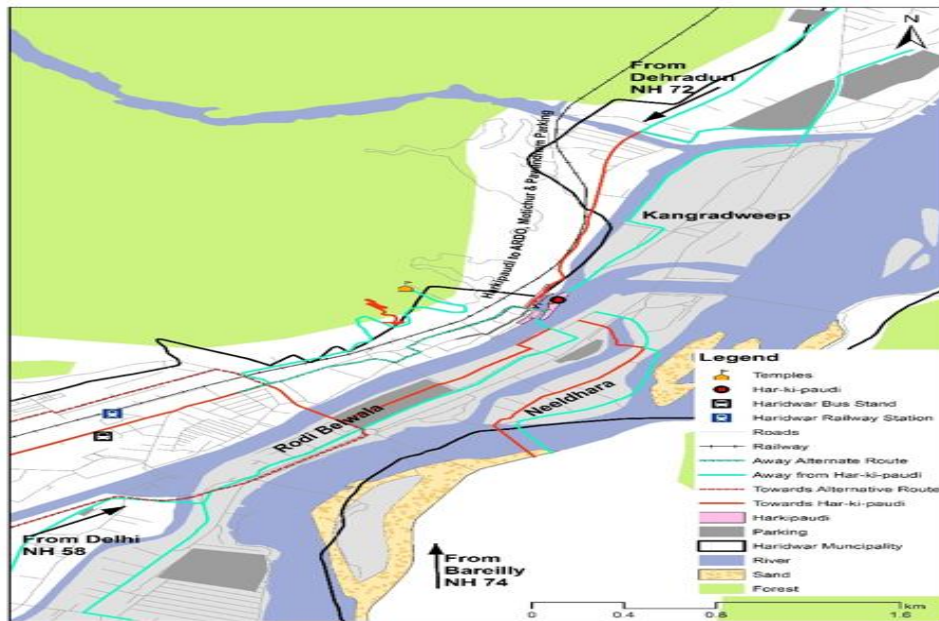 N
From
Dehradun
NH 72
Harkipaudi to ARDO, Motichur & Pawandham Parking
Kangradweep
Rodi Belwala
Neeldhara
From Delhi
NH 58
From
Bareilly
NH 74
Legend
Temples
Har-ki-paudi
Haridwar Bus Stand
Haridwar Railway Station
Roads
Railway
Away Alternate Route
Away from Har-ki-paudi
Towards Alternative Route
Towards Har-ki-paudi
Harkipaudi
Parking
Haridwar Muncipality
River
Sand
Forest
km
0 0.4 0.8 1.6